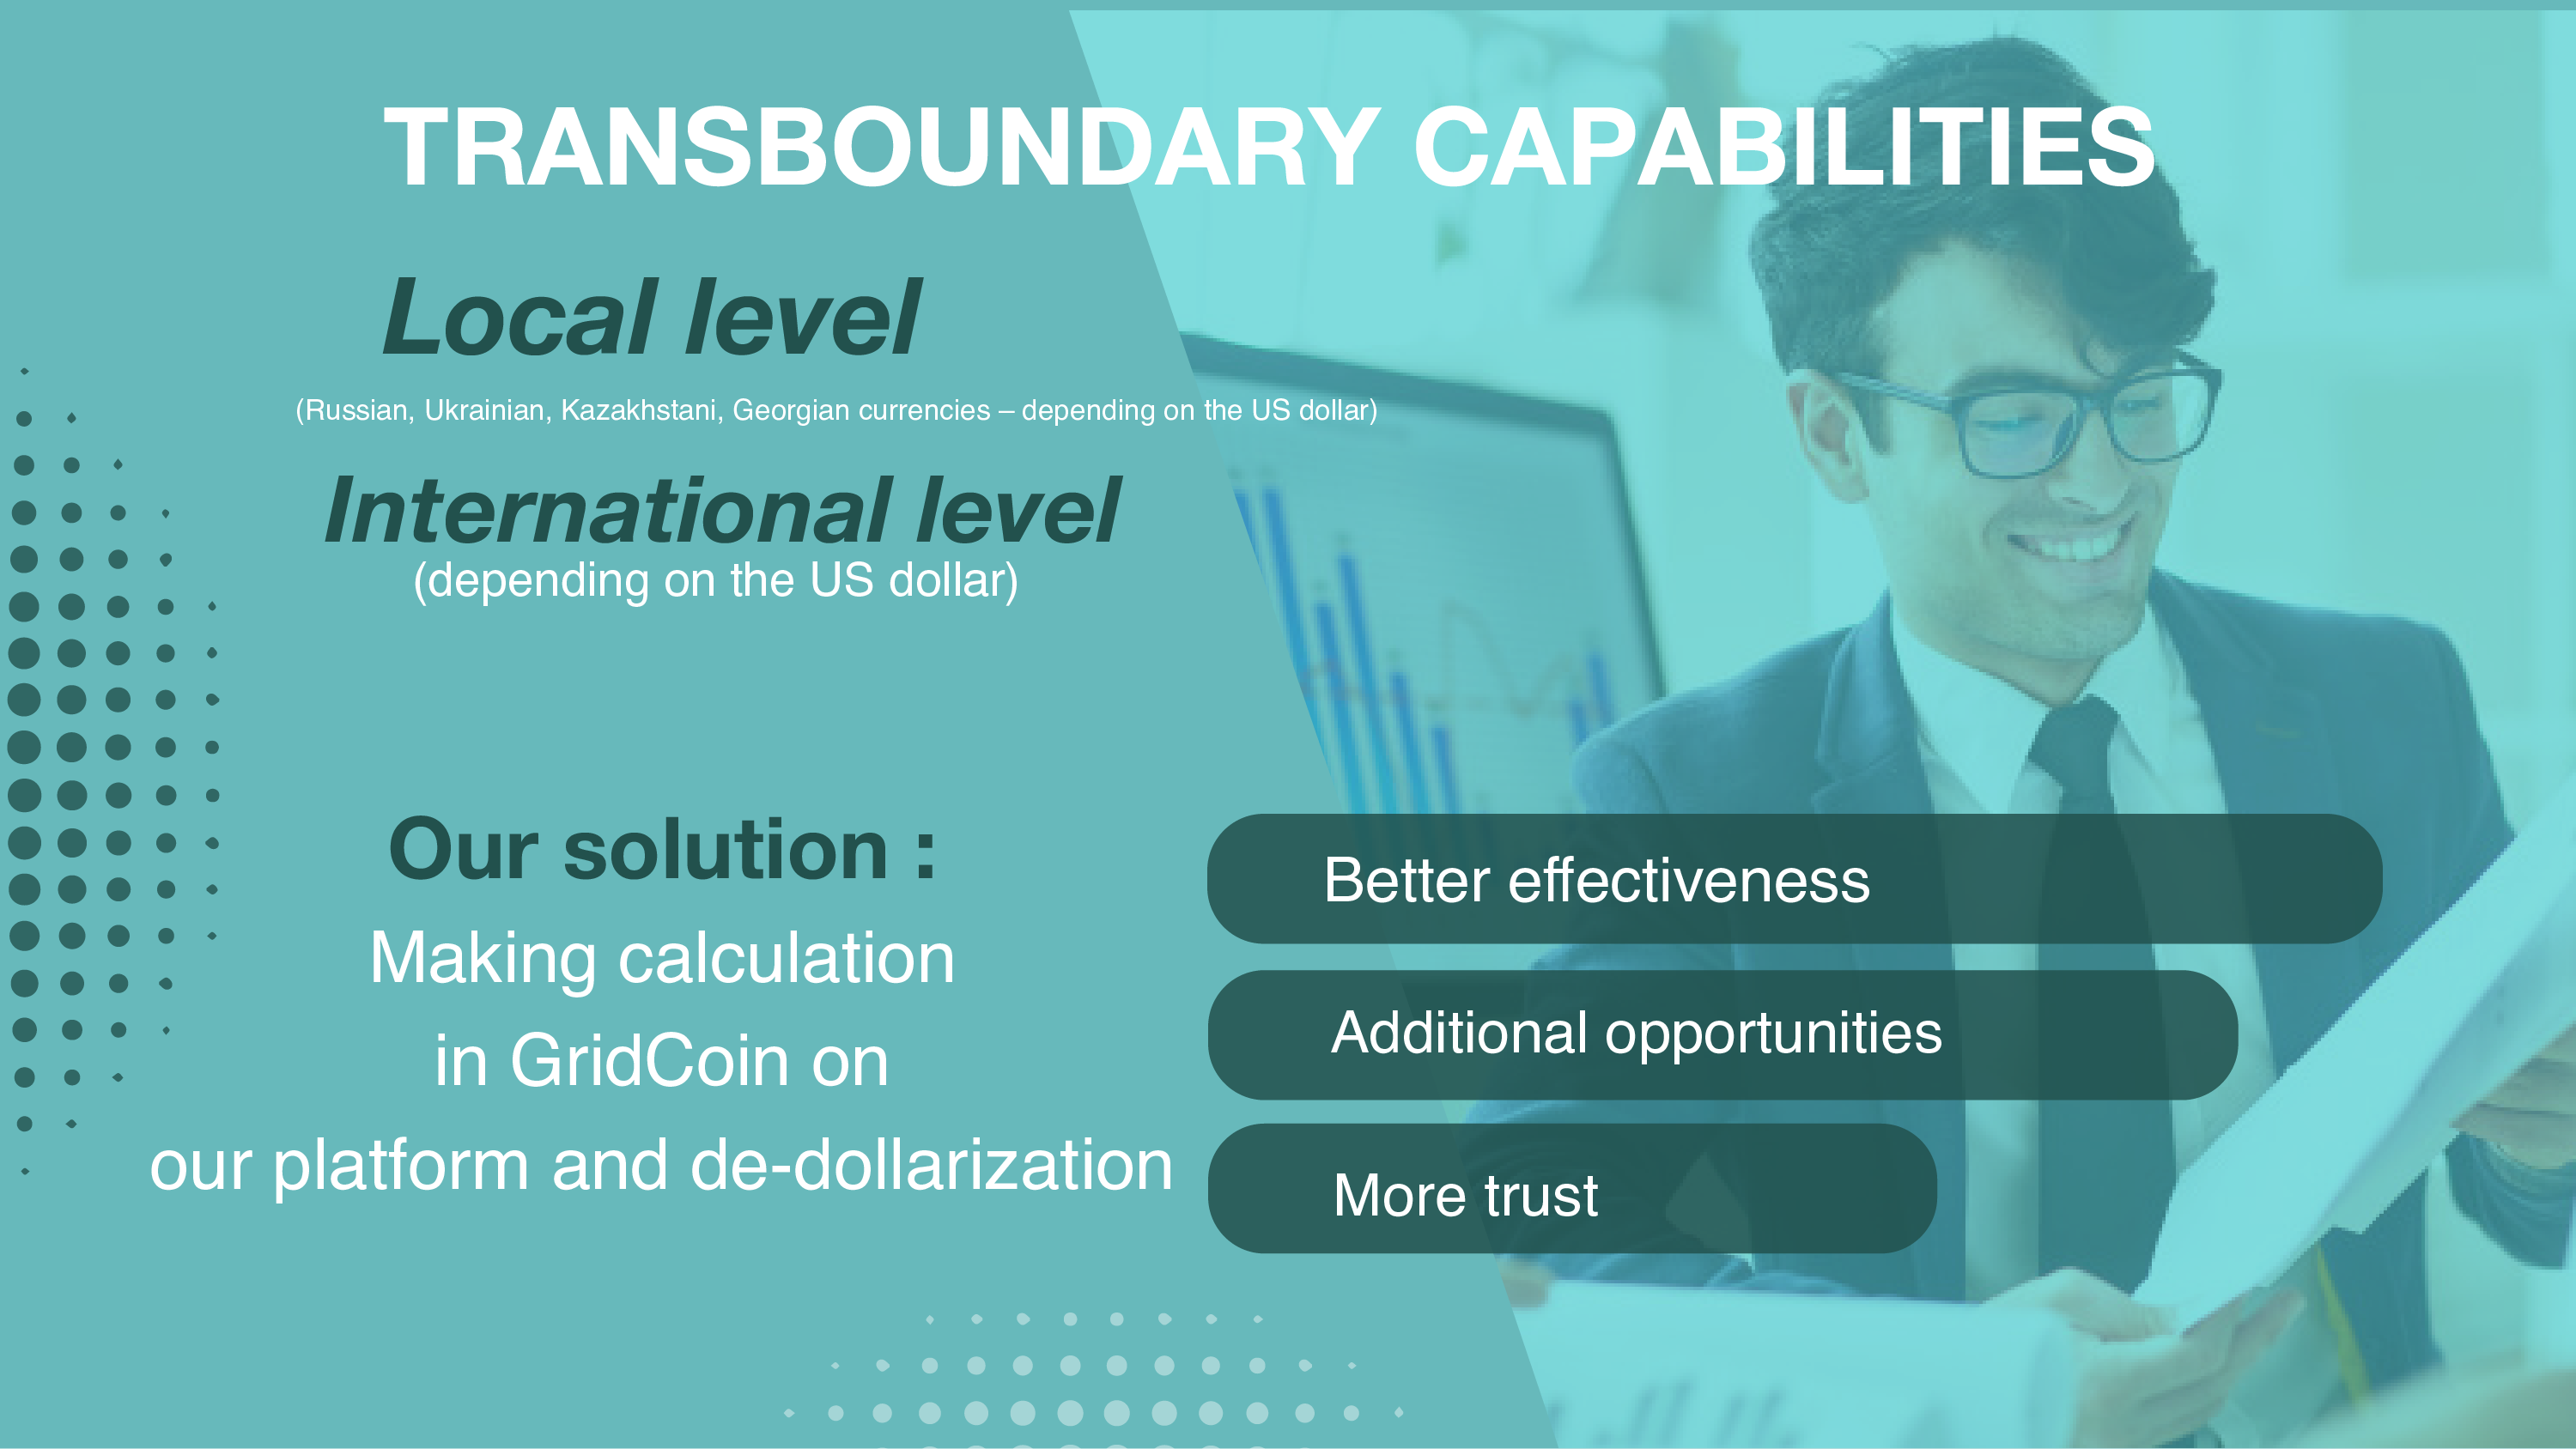 TRANSBOUNDARY CAPABILITIES
Local level
(Russian, Ukrainian, Kazakhstani, Georgian currencies – depending on the US dollar)
International level
(depending on the US dollar)
Our solution :
Making calculation
in GridCoin on
our platform and de-dollarization
Better effectiveness
Additional opportunities
More trust